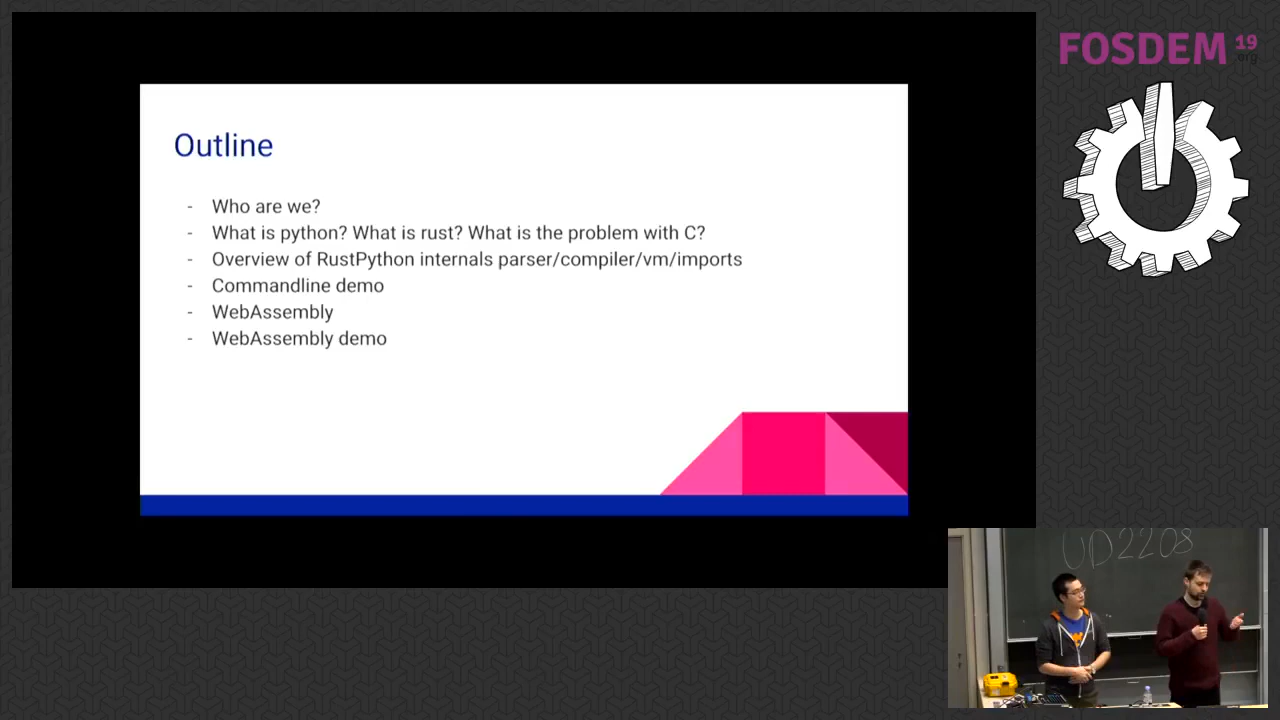 FOSDEM 19
.org
Outline
- Who are we?
- What is python? What is rust? What is the problem with C?
- Overview of RustPython internals parser/compiler/vm/imports
- Commandline demo
- WebAssembly
- WebAssembly demo
UD2208